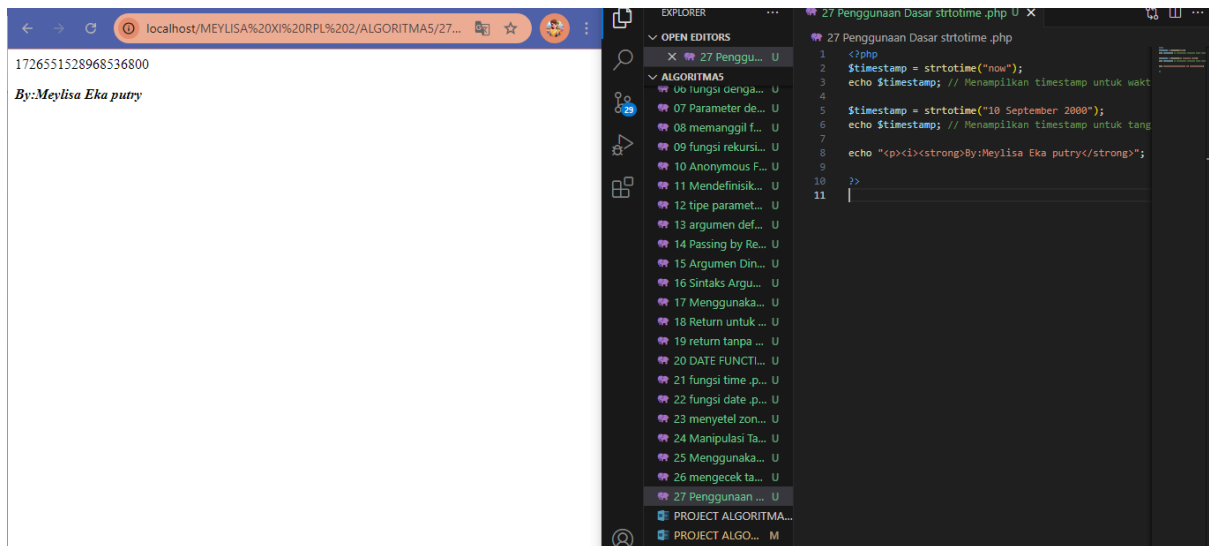 localhost/MEYLISA%20XI%20RPL%202/ALGORITMA5/27...
1726551528968536800
By:Meylisa Eka putry
EXPLORER
OPEN EDITORS
27 Penggu... U
ALGORITMA5
06 fungsi denga... U
07 Parameter de... U
08 memanggil f... U
09 fungsi rekursi... U
10 Anonymous F... U
11 Mendefinisik... U
12 tipe paramet... U
13 argumen def... U
14 Passing by Re... U
15 Argumen Din... U
16 Sintaks Argu... U
17 Menggunaka... U
18 Return untuk ... U
19 return tanpa ... U
20 DATE FUNCTI... U
21 fungsi time .p... U
22 fungsi date .p... U
23 menyetel zon... U
24 Manipulasi Ta... U
25 Menggunaka... U
26 mengecek ta... U
27 Penggunaan ... U
PROJECT ALGORITMA...
PROJECT ALGO... M
29
27 Penggunaan Dasar strtotime .php U
27 Penggunaan Dasar strtotime .php
1 <?php
2 $timestamp = strtotime("now");
3 echo $timestamp; // Menampilkan timestamp untuk wakt
4
5 $timestamp = strtotime("10 September 2000");
6 echo $timestamp; // Menampilkan timestamp untuk tang
7
8 echo "<p><i><strong>By:Meylisa Eka putry</strong>";
9
10 ?>
11